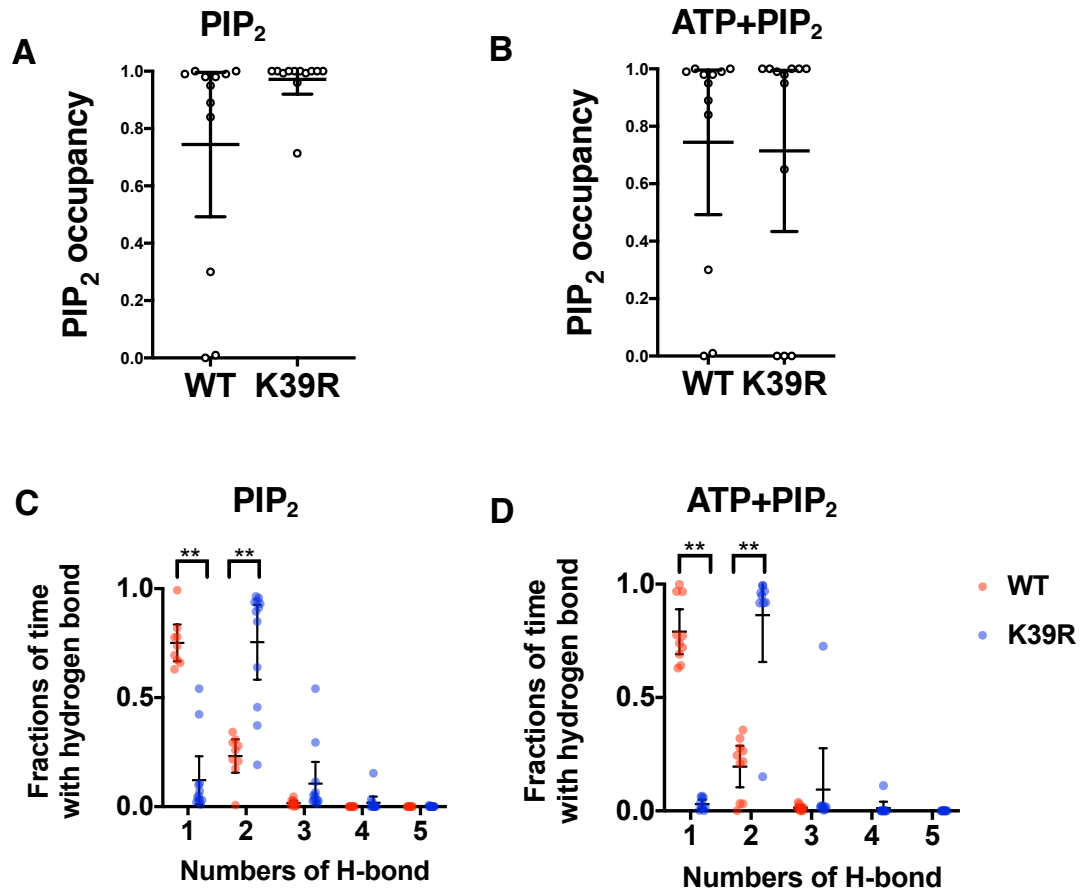 A
PIP₂
PIP₂ occupancy
1.0
0.8
0.6
0.4
0.2
0.0
WT K39R
B
ATP+PIP₂
PIP₂ occupancy
1.0
0.8
0.6
0.4
0.2
0.0
WT K39R
C
PIP₂
Fractions of time
with hydrogen bond
** **
1.0
0.5
0.0
1 2 3 4 5
Numbers of H-bond
D
ATP+PIP₂
Fractions of time
with hydrogen bond
** **
1.0
0.5
0.0
1 2 3 4 5
Numbers of H-bond
WT
K39R